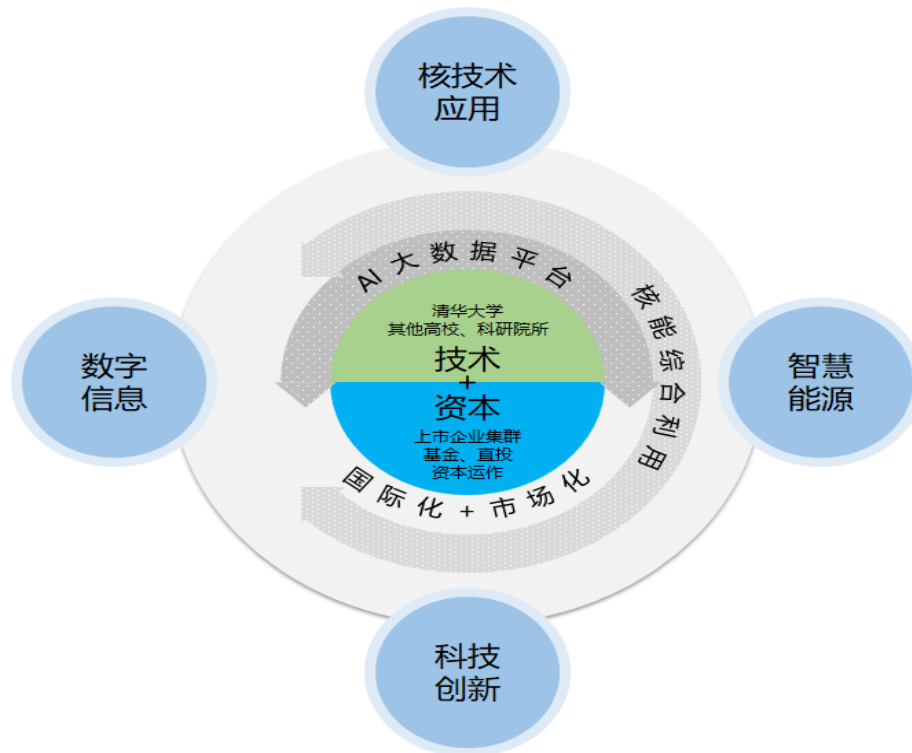 核技术
应用
AI大数据平台
核能综合利用
清华大学
其他高校、科研院所
技术
+
资本
上市企业集群
基金、直投
资本运作
国际化+市场化
数字
信息
智慧
能源
科技
创新